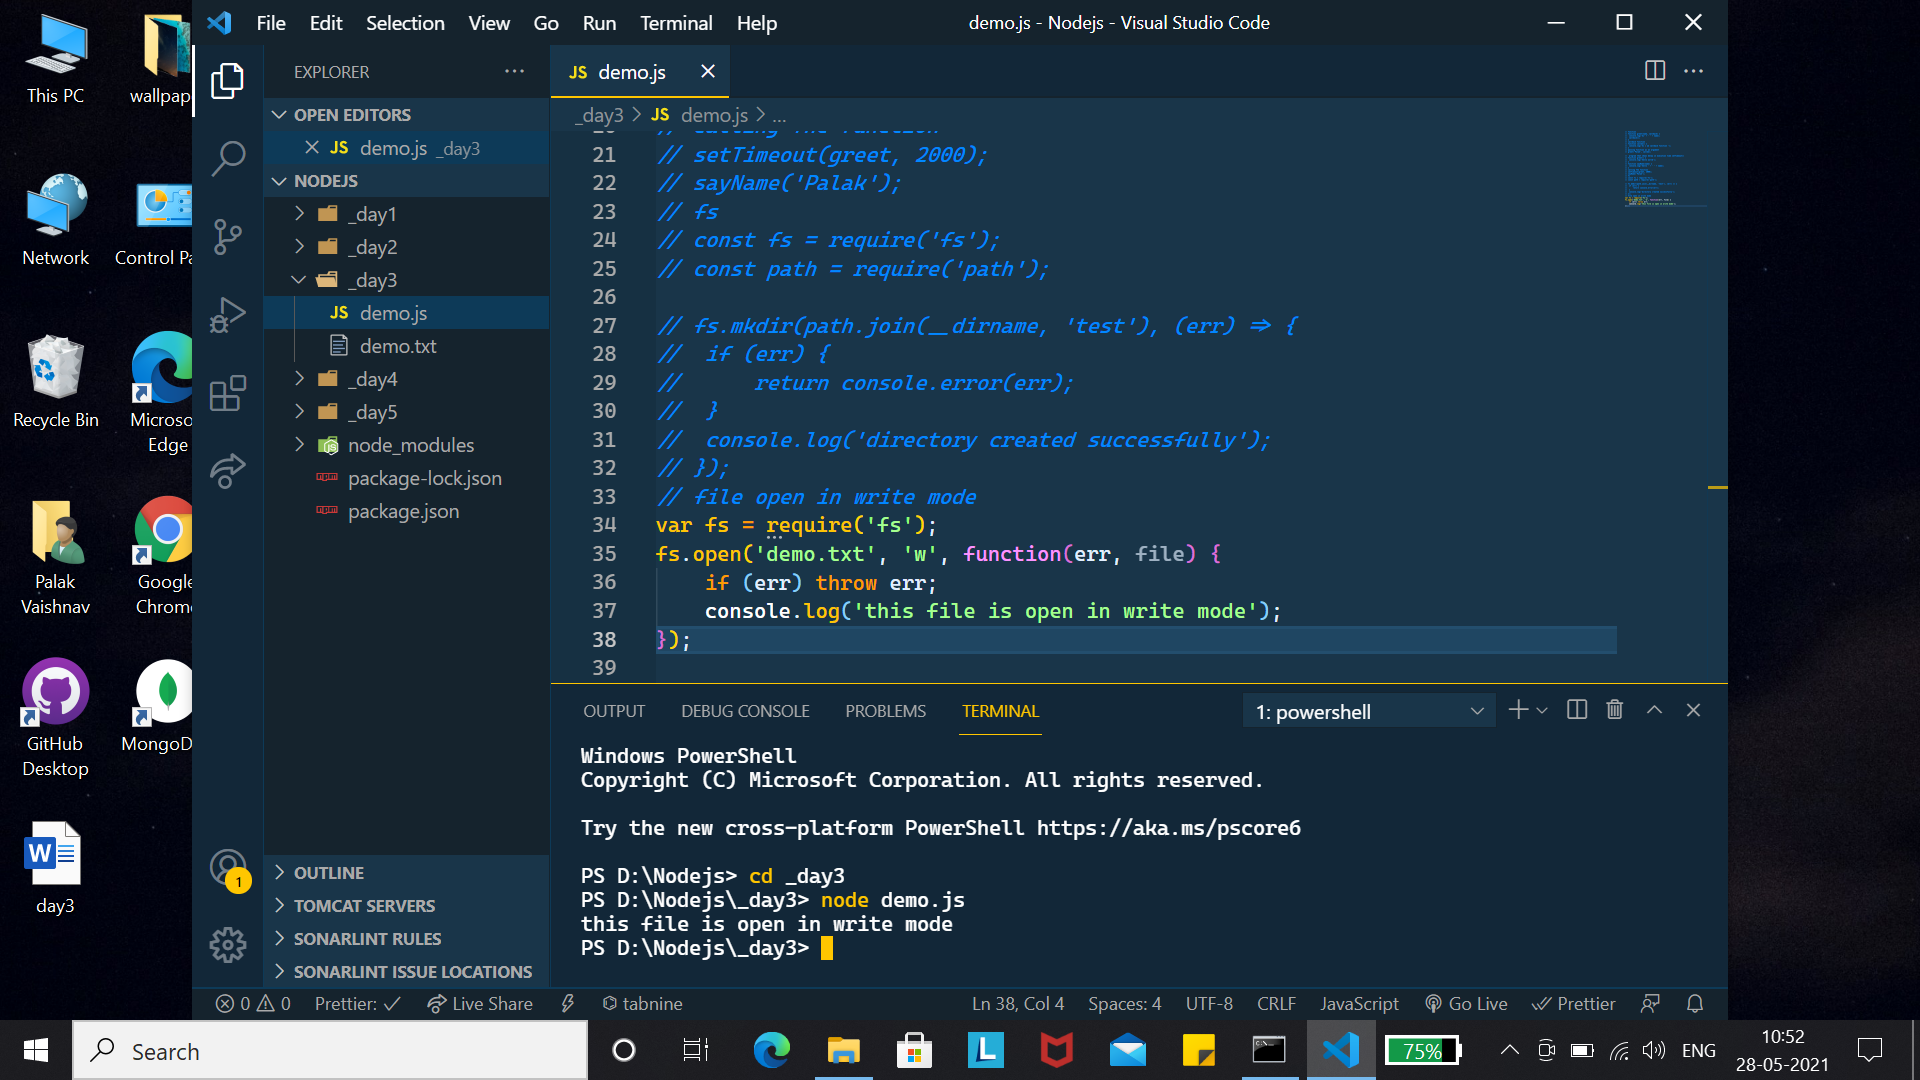 This PC
wallpap
Network
Control Pa
Recycle Bin
Microso
Edge
Palak
Vaishnav
Google
Chrom
GitHub
Desktop
MongoD
W
day3
File Edit Selection View Go Run Terminal Help
demo.js - Nodejs - Visual Studio Code
EXPLORER
OPEN EDITORS
JS demo.js _day3
NODEJS
_day1
_day2
_day3
JS demo.js
demo.txt
_day4
_day5
node_modules
package-lock.json
package.json
OUTLINE
TOMCAT SERVERS
SONARLINT RULES
SONARLINT ISSUE LOCATIONS
1
JS demo.js
_day3 > JS demo.js > ...
20 // calling the function
21 // setTimeout(greet, 2000);
22 // sayName('Palak');
23 // fs
24 // const fs = require('fs');
25 // const path = require('path');
26
27 // fs.mkdir(path.join(__dirname, 'test'), (err) => {
28 // if (err) {
29 // return console.error(err);
30 // }
31 // console.log('directory created successfully');
32 // });
33 // file open in write mode
34 var fs = require('fs');
35 fs.open('demo.txt', 'w', function(err, file) {
36 if (err) throw err;
37 console.log('this file is open in write mode');
38 });
39
OUTPUT DEBUG CONSOLE PROBLEMS TERMINAL
1: powershell
Windows PowerShell
Copyright (C) Microsoft Corporation. All rights reserved.
Try the new cross-platform PowerShell https://aka.ms/pscore6
PS D:\Nodejs> cd _day3
PS D:\Nodejs\_day3> node demo.js
this file is open in write mode
PS D:\Nodejs\_day3>
0 0 Prettier: ✓ Live Share tabnine
Ln 38, Col 4 Spaces: 4 UTF-8 CRLF JavaScript Go Live Prettier
Search
L
75%
ENG
10:52
28-05-2021